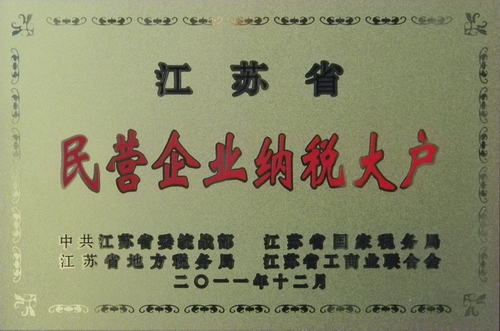 江苏省
民营企业纳税大户
中共江苏省委统战部 江苏省国家税务局
江苏省地方税务局 江苏省工商业联合会
二〇一一年十二月